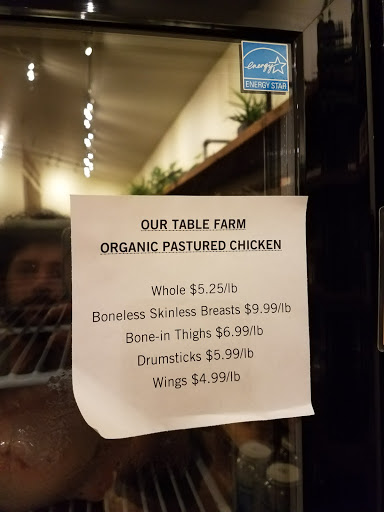 energy
ENERGY STAR
OUR TABLE FARM
ORGANIC PASTURED CHICKEN
Whole $5.25/lb
Boneless Skinless Breasts $9.99/lb
Bone-in Thighs $6.99/lb
Drumsticks $5.99/lb
Wings $4.99/lb